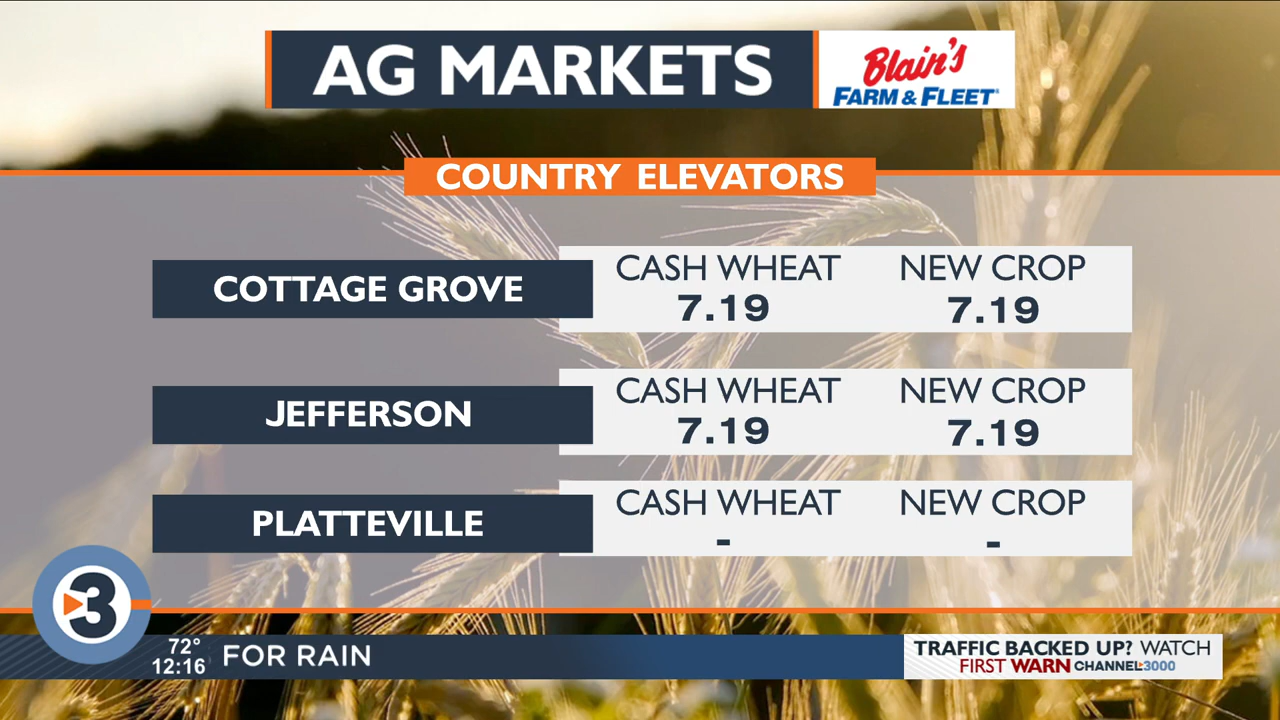 AG MARKETS
Blain's
FARM & FLEET
COUNTRY ELEVATORS
COTTAGE GROVE
CASH WHEAT NEW CROP
7.19 7.19
JEFFERSON
CASH WHEAT NEW CROP
7.19 7.19
PLATTEVILLE
CASH WHEAT NEW CROP
- -
3
72°
12:16
FOR RAIN
TRAFFIC BACKED UP? WATCH
FIRST WARN CHANNEL3000